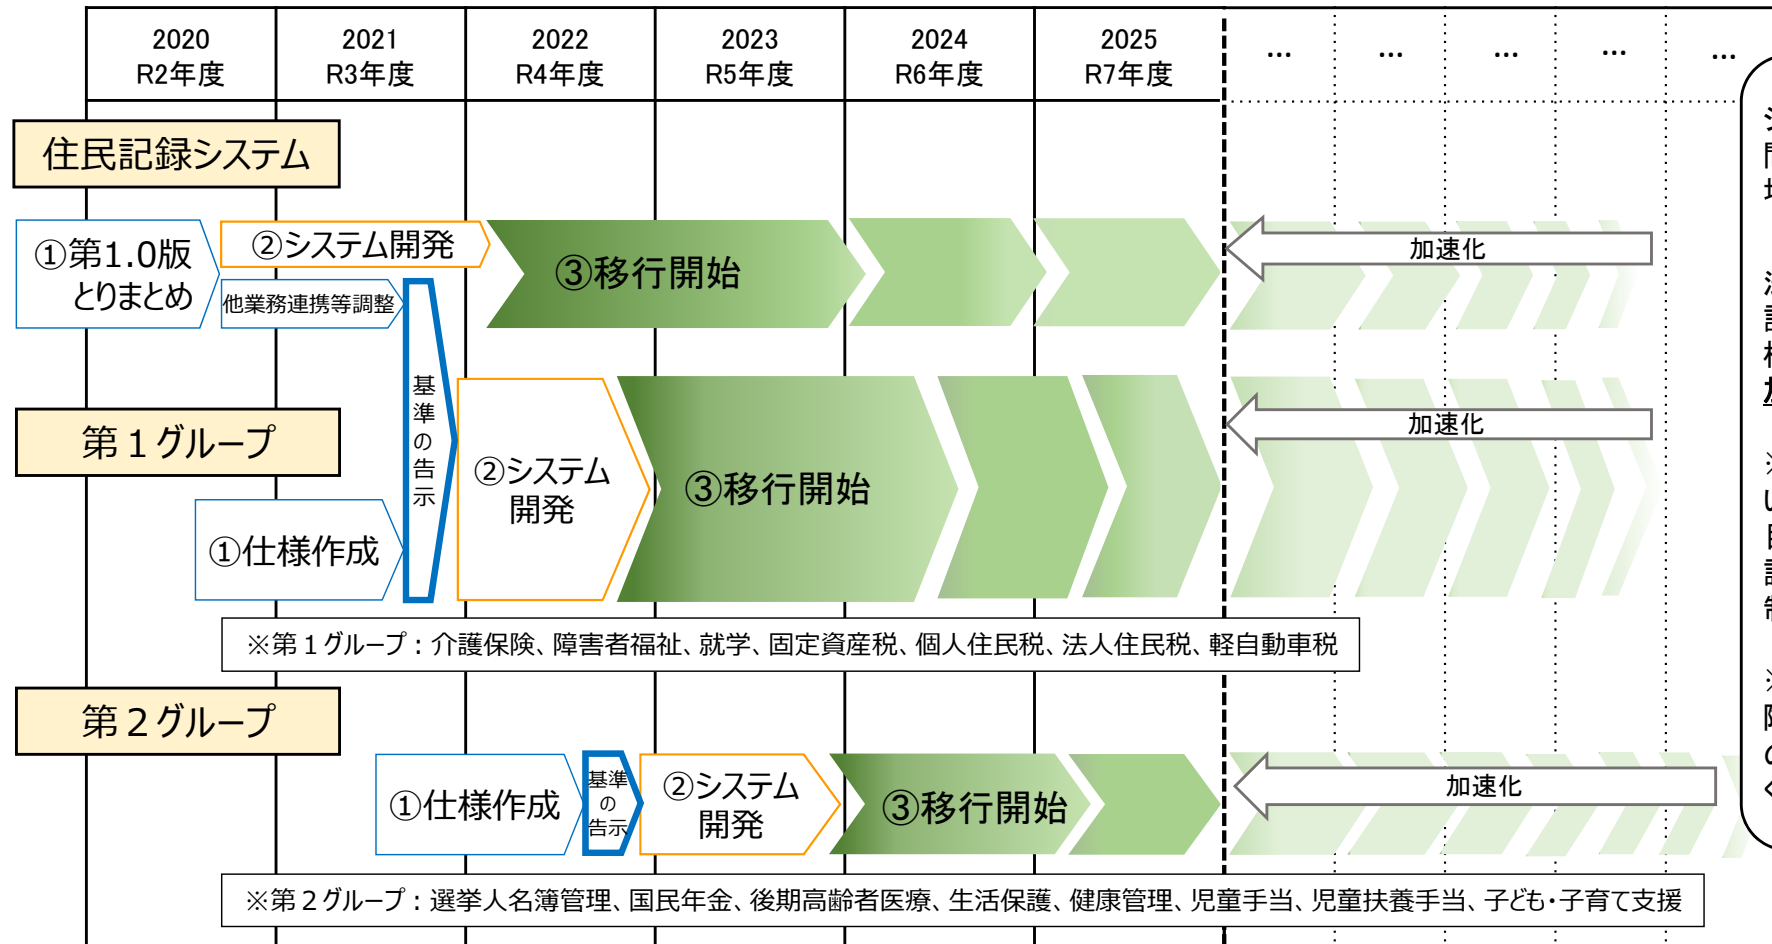 2020
R2年度
2021
R3年度
2022
R4年度
2023
R5年度
2024
R6年度
2025
R7年度
…
…
…
…
…
住民記録システム
①第1.0版
とりまとめ
②システム開発
他業務連携等調整
③移行開始
加速化
基準の告示
第１グループ
①仕様作成
②システム
開発
③移行開始
加速化
※第１グループ：介護保険、障害者福祉、就学、固定資産税、個人住民税、法人住民税、軽自動車税
第２グループ
①仕様作成
基準
の
告示
②システム
開発
③移行開始
加速化
※第２グループ：選挙人名簿管理、国民年金、後期高齢者医療、生活保護、健康管理、児童手当、児童扶養手当、子ども・子育て支援